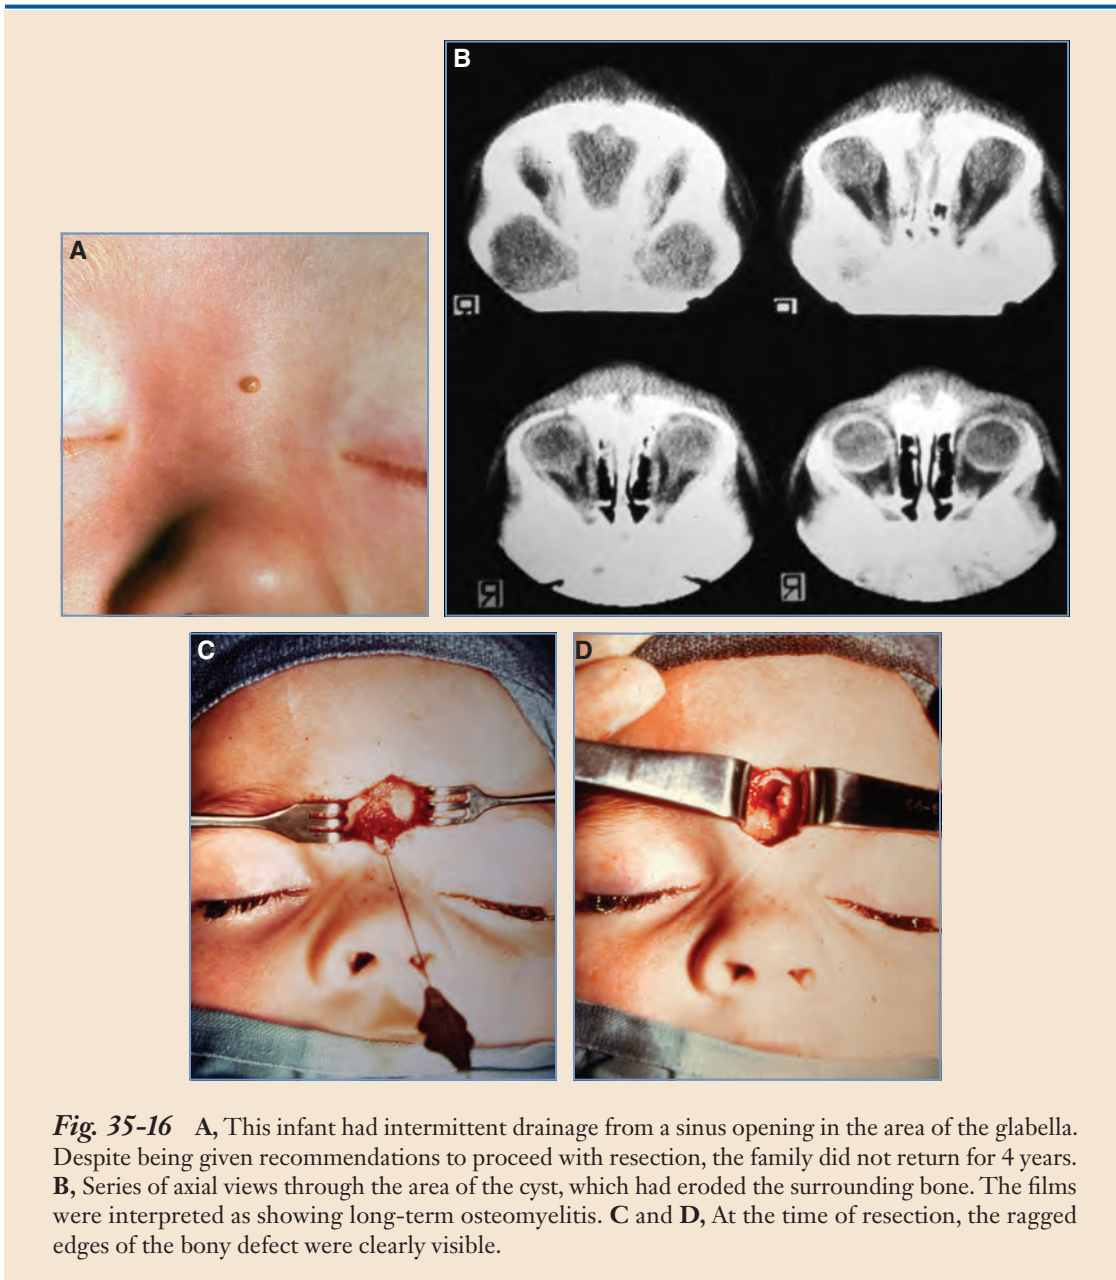 A
B
R
R
R
R
C
D
Fig. 35-16 A, This infant had intermittent drainage from a sinus opening in the area of the glabella.
Despite being given recommendations to proceed with resection, the family did not return for 4 years.
B, Series of axial views through the area of the cyst, which had eroded the surrounding bone. The films
were interpreted as showing long-term osteomyelitis. C and D, At the time of resection, the ragged
edges of the bony defect were clearly visible.